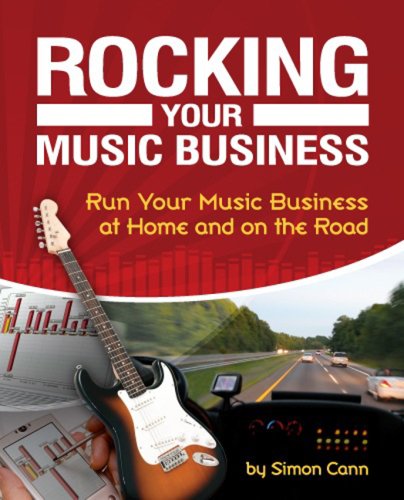 ROCKING
YOUR
MUSIC BUSINESS
Run Your Music Business
at Home and on the Road
by Simon Cann